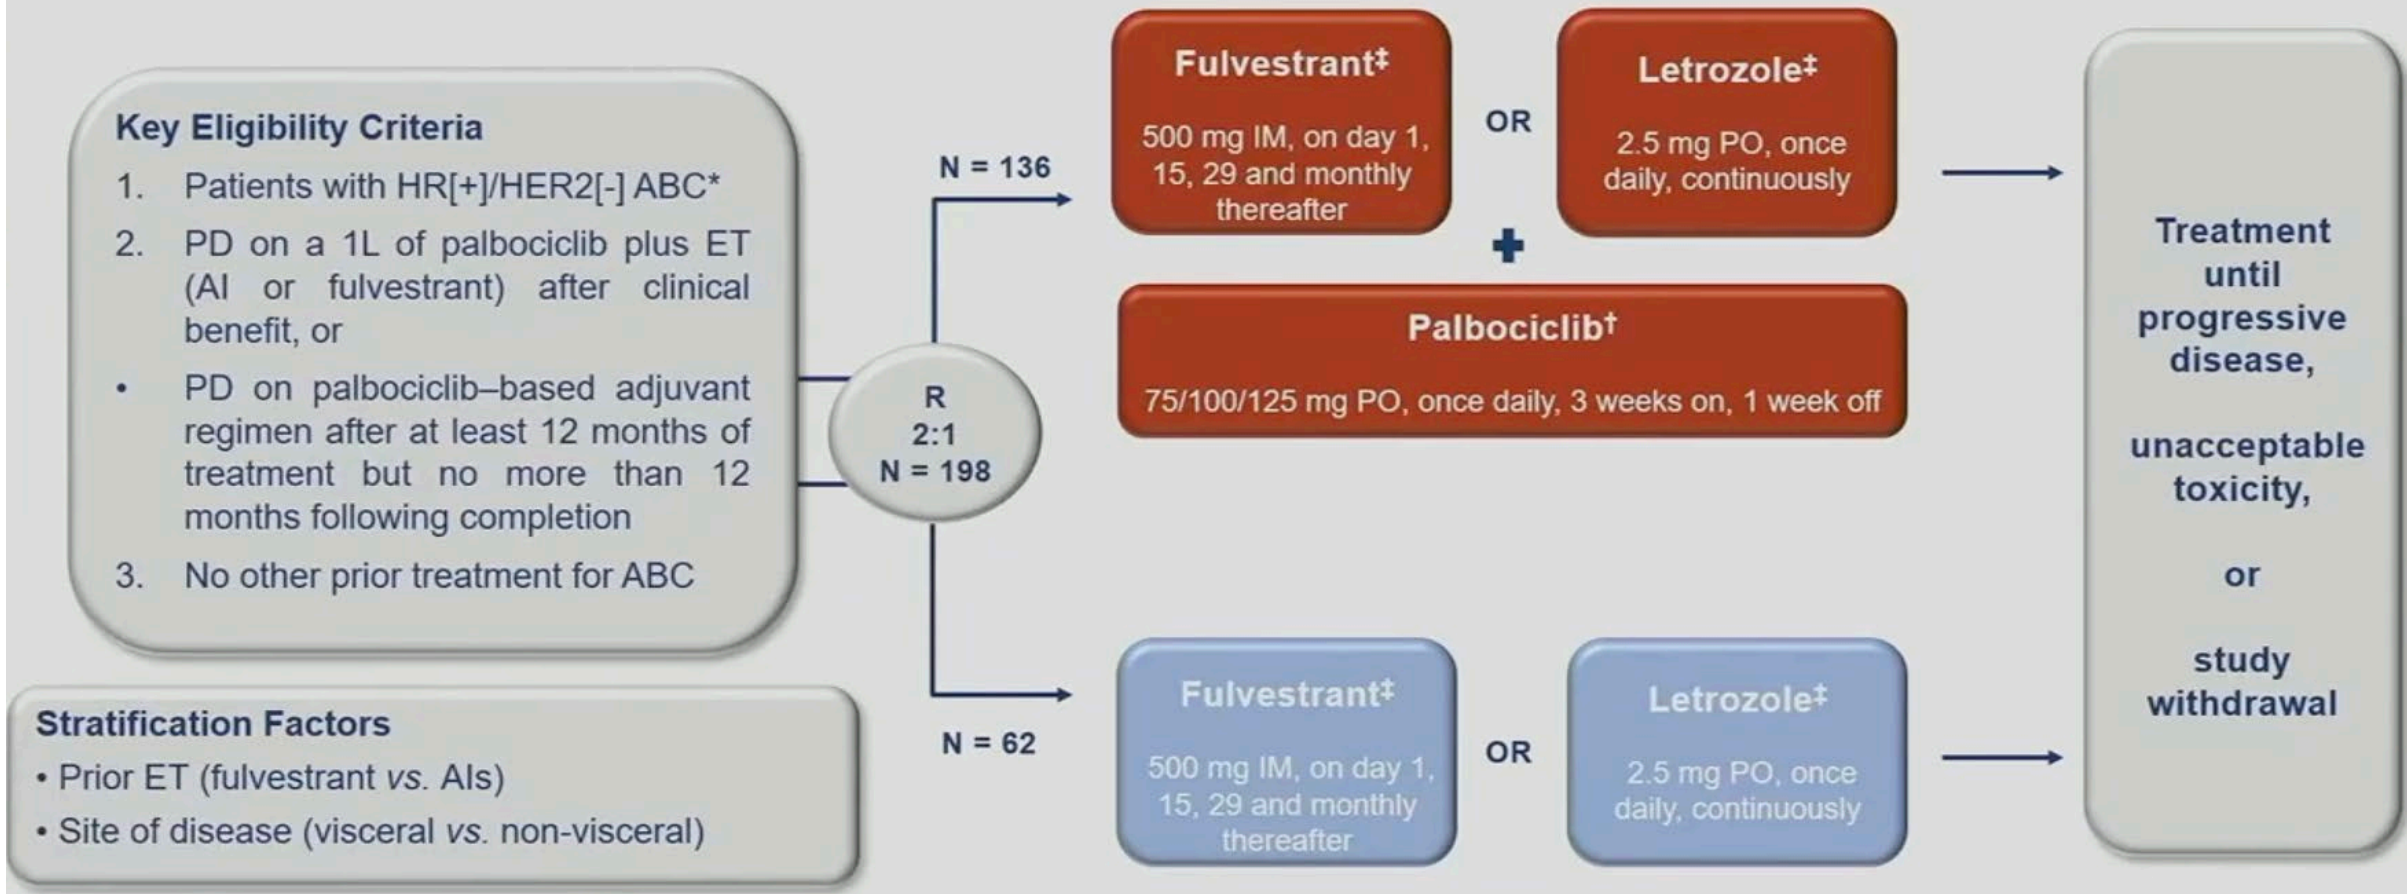 Key Eligibility Criteria
1. Patients with HR[+]/HER2[-] ABC*
2. PD on a 1L of palbociclib plus ET
(AI or fulvestrant) after clinical
benefit, or
• PD on palbociclib–based adjuvant
regimen after at least 12 months of
treatment but no more than 12
months following completion
3. No other prior treatment for ABC
Stratification Factors
• Prior ET (fulvestrant vs. AIs)
• Site of disease (visceral vs. non-visceral)
R
2:1
N = 198
N = 136
Fulvestrant‡
500 mg IM, on day 1,
15, 29 and monthly
thereafter
OR
Letrozole‡
2.5 mg PO, once
daily, continuously
+
Palbociclib†
75/100/125 mg PO, once daily, 3 weeks on, 1 week off
N = 62
Fulvestrant‡
500 mg IM, on day 1,
15, 29 and monthly
thereafter
OR
Letrozole‡
2.5 mg PO, once
daily, continuously
Treatment
until
progressive
disease,
unacceptable
toxicity,
or
study
withdrawal